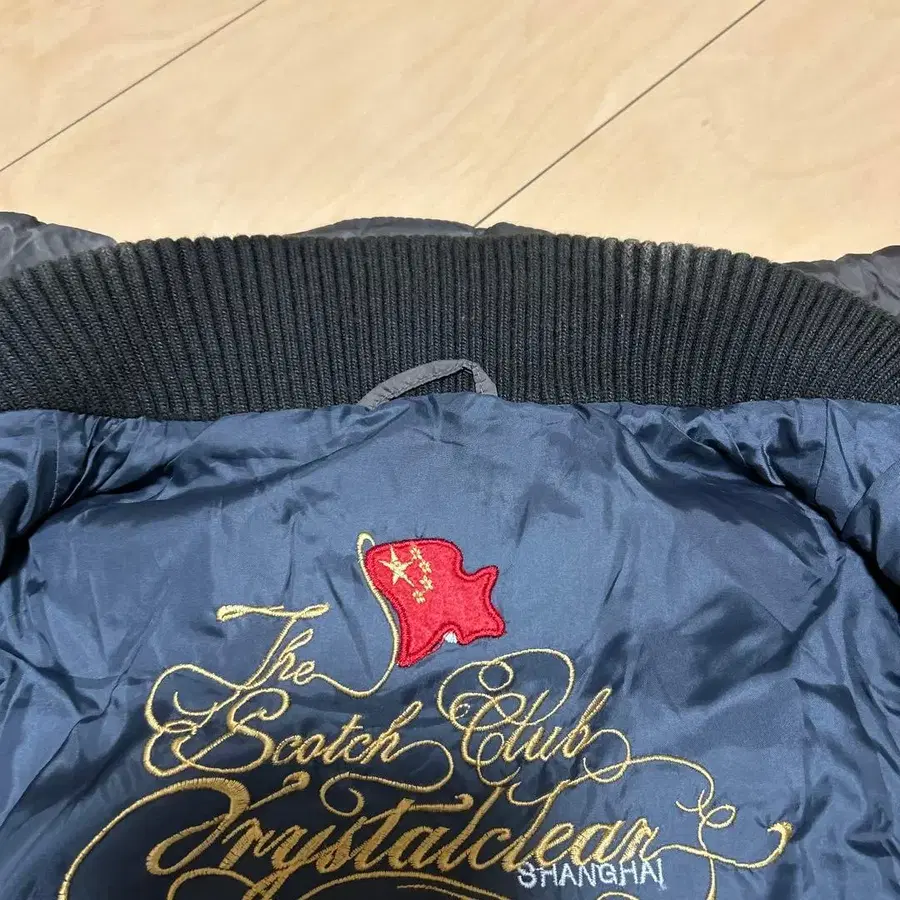 The
Scotch Club
Crystalclear
SHANGHAI